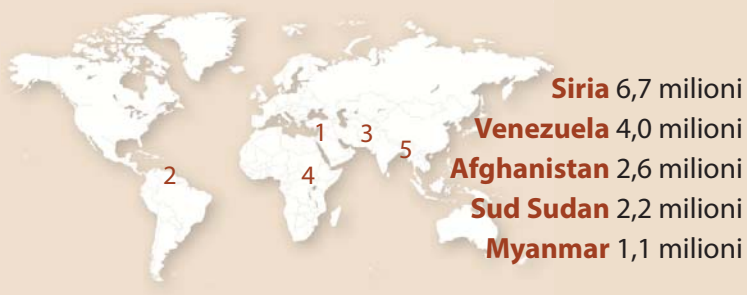 1
2
3
4
5
Siria 6,7 milioni
Venezuela 4,0 milioni
Afghanistan 2,6 milioni
Sud Sudan 2,2 milioni
Myanmar 1,1 milioni